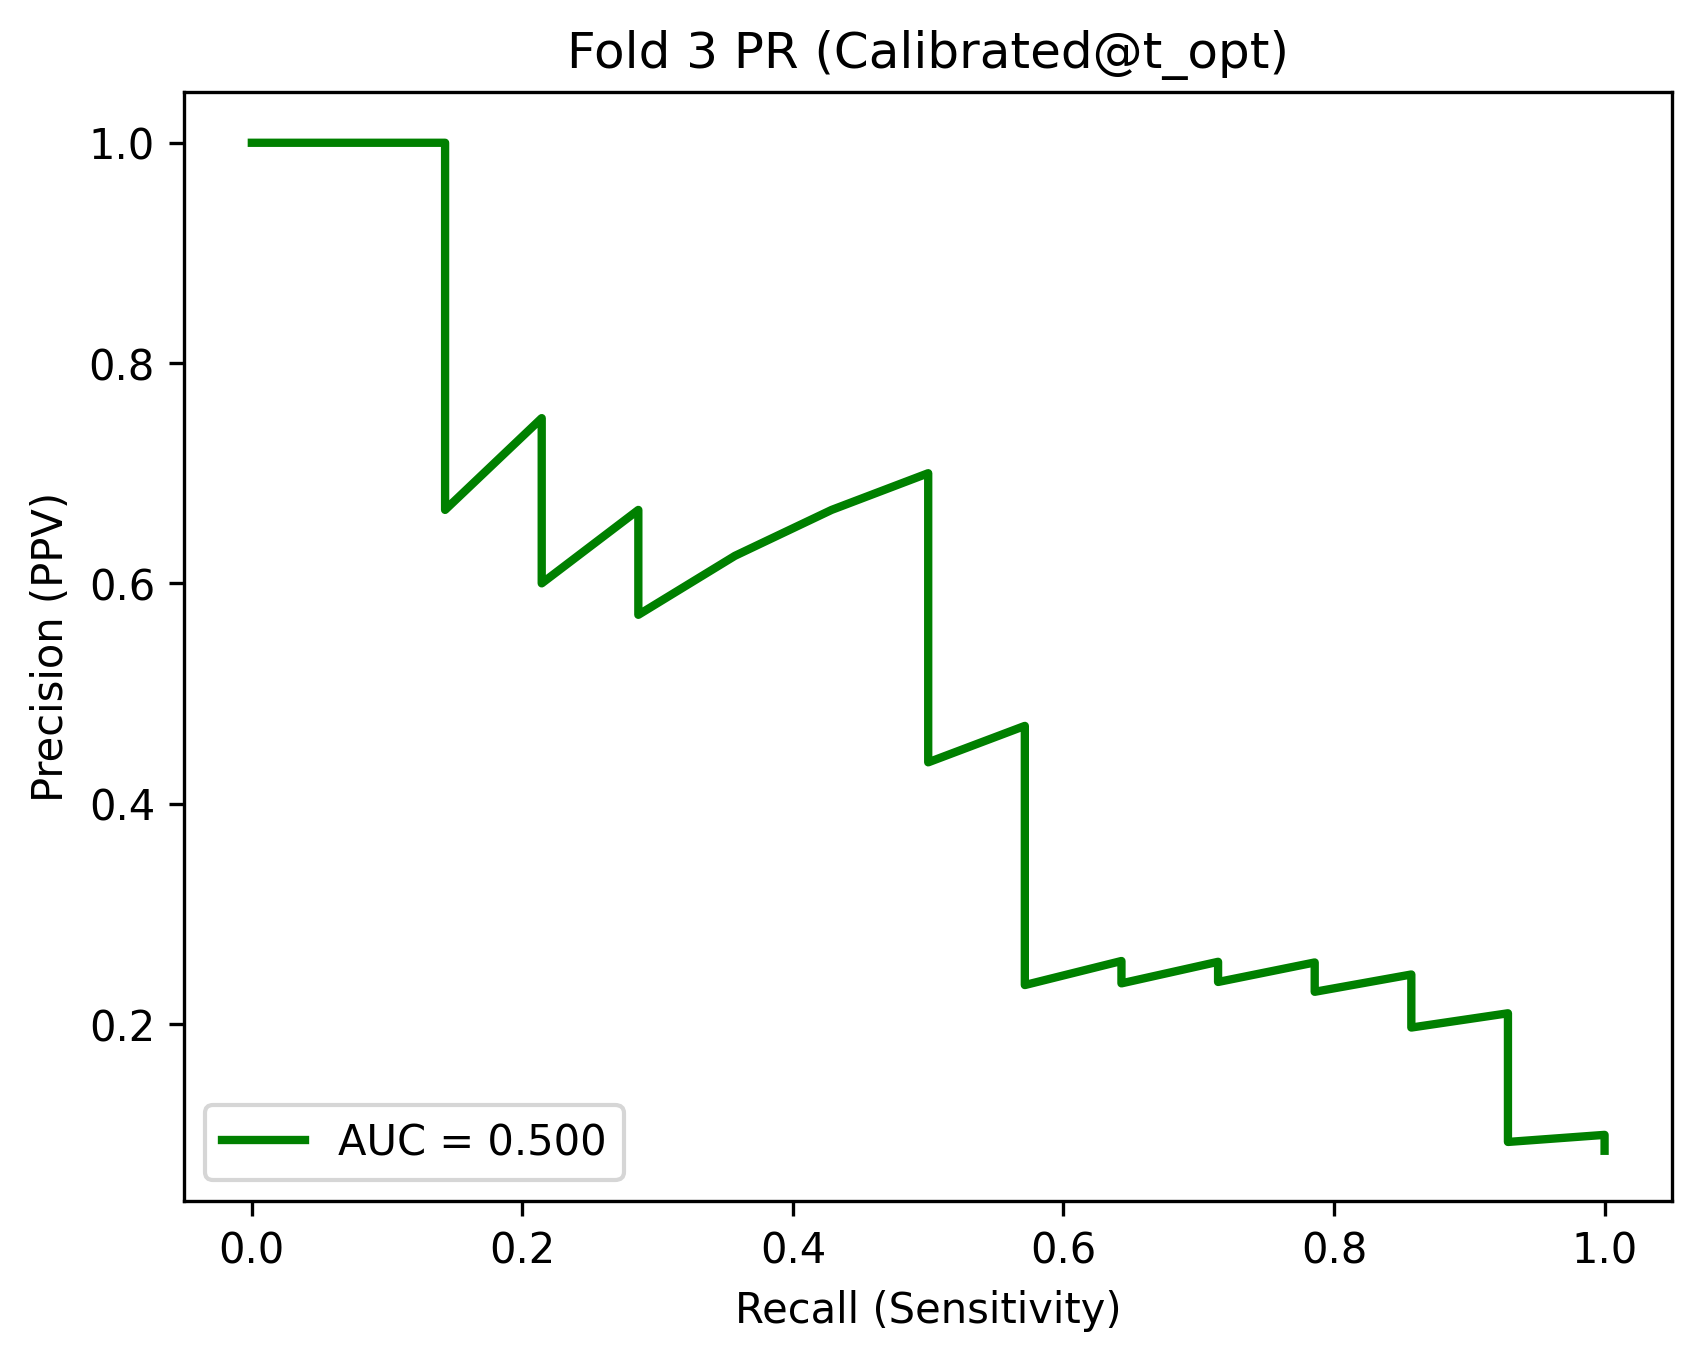 Fold 3 PR (Calibrated@t_opt)
Precision (PPV)
1.0
0.8
0.6
0.4
0.2
AUC = 0.500
0.0 0.2 0.4 0.6 0.8 1.0
Recall (Sensitivity)